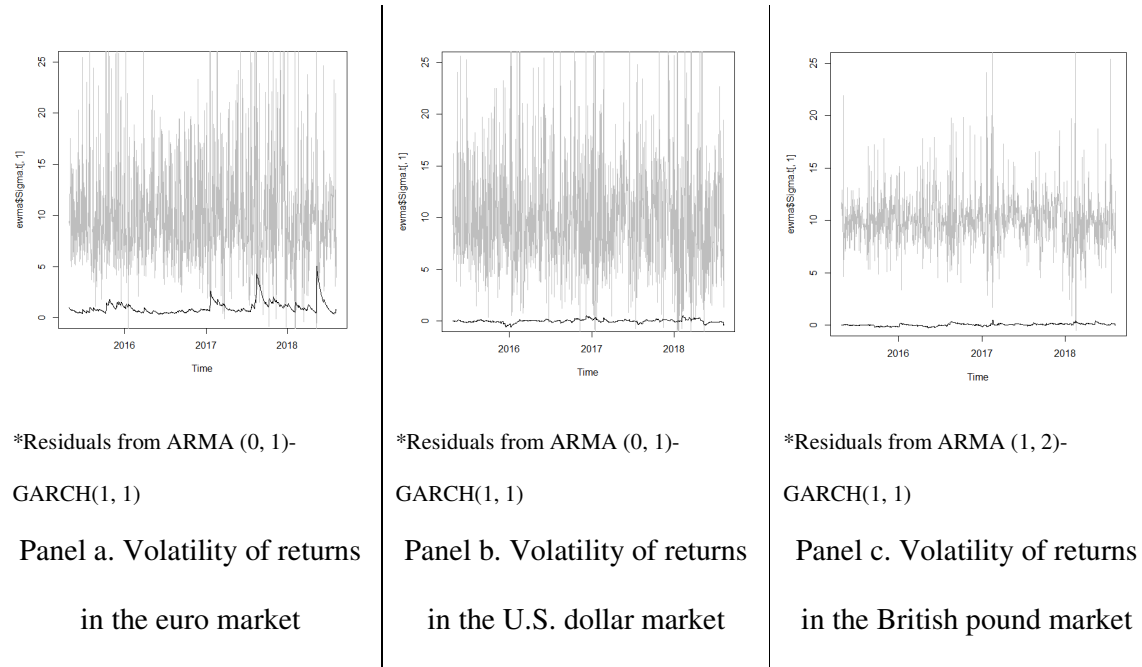 25
20
15
10
5
0
ewma$Sigma.t[, 1]
2016 2017 2018
Time
*Residuals from ARMA (0, 1)-
GARCH(1, 1)
Panel a. Volatility of returns
in the euro market
25
20
15
10
5
0
ewma$Sigma.t[, 1]
2016 2017 2018
Time
*Residuals from ARMA (0, 1)-
GARCH(1, 1)
Panel b. Volatility of returns
in the U.S. dollar market
25
20
15
10
5
0
ewma$Sigma.t[, 1]
2016 2017 2018
Time
*Residuals from ARMA (1, 2)-
GARCH(1, 1)
Panel c. Volatility of returns
in the British pound market